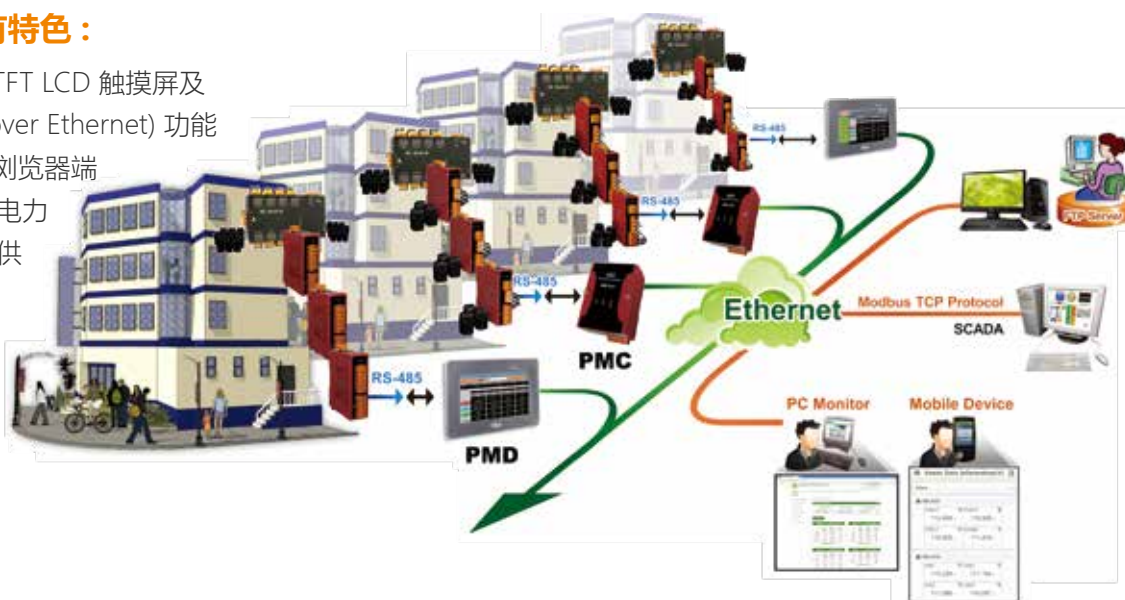 有特色：
TFT LCD 触摸屏及
over Ethernet) 功能
浏览器端
电力
供
RS-485
RS-485
RS-485
RS-485
PMC
PMD
Ethernet
FTP Server
Modbus TCP Protocol
SCADA
PC Monitor
Mobile Device